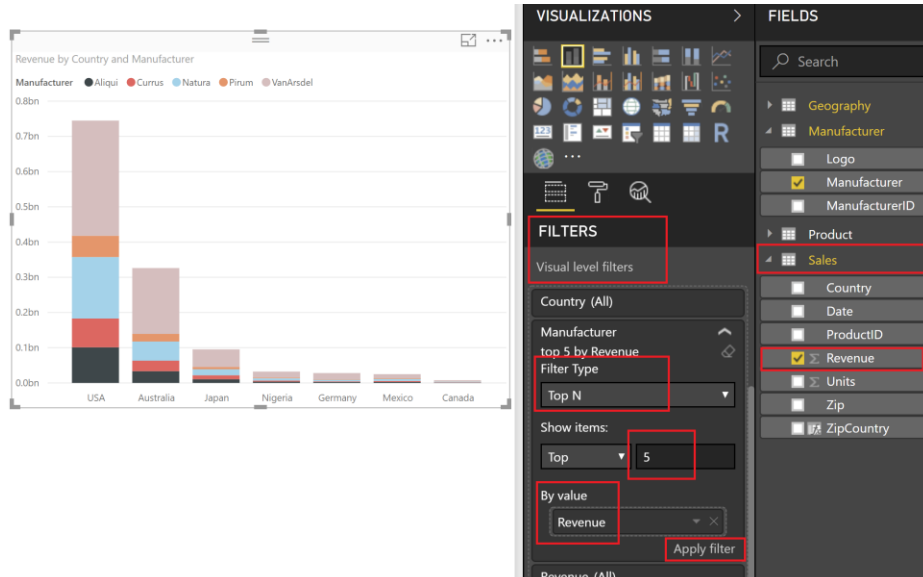 Revenue by Country and Manufacturer
Manufacturer Aliqui Currus Natura Pirum VanArsdel
0.8bn
0.7bn
0.6bn
0.5bn
0.4bn
0.3bn
0.2bn
0.1bn
0.0bn
USA Australia Japan Nigeria Germany Mexico Canada
VISUALIZATIONS
123
R
FILTERS
Visual level filters
Country (All)
Manufacturer
top 5 by Revenue
Filter Type
Top N
Show items:
Top 5
By value
Revenue
Apply filter
Revenue (All)
FIELDS
Search
Geography
Manufacturer
Logo
Manufacturer
ManufacturerID
Product
Sales
Country
Date
ProductID
Σ Revenue
Σ Units
Zip
ZipCountry